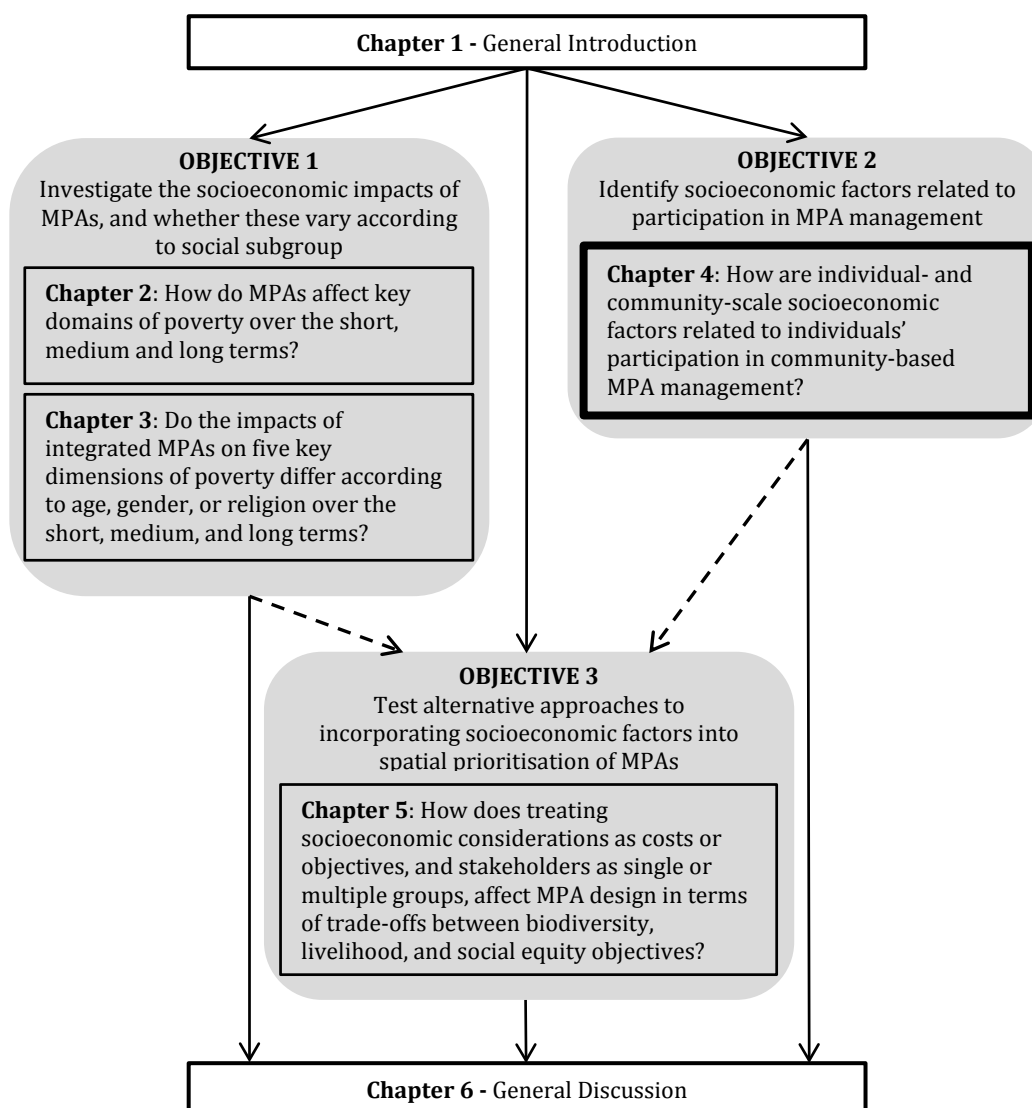 Chapter 1 - General Introduction
OBJECTIVE 1
Investigate the socioeconomic impacts of
MPAs, and whether these vary according
to social subgroup
Chapter 2: How do MPAs affect key
domains of poverty over the short,
medium and long terms?
Chapter 3: Do the impacts of
integrated MPAs on five key
dimensions of poverty differ according
to age, gender, or religion over the
short, medium, and long terms?
OBJECTIVE 2
Identify socioeconomic factors related to
participation in MPA management
Chapter 4: How are individual- and
community-scale socioeconomic
factors related to individuals’
participation in community-based
MPA management?
OBJECTIVE 3
Test alternative approaches to
incorporating socioeconomic factors into
spatial prioritisation of MPAs
Chapter 5: How does treating
socioeconomic considerations as costs or
objectives, and stakeholders as single or
multiple groups, affect MPA design in terms
of trade-offs between biodiversity,
livelihood, and social equity objectives?
Chapter 6 - General Discussion